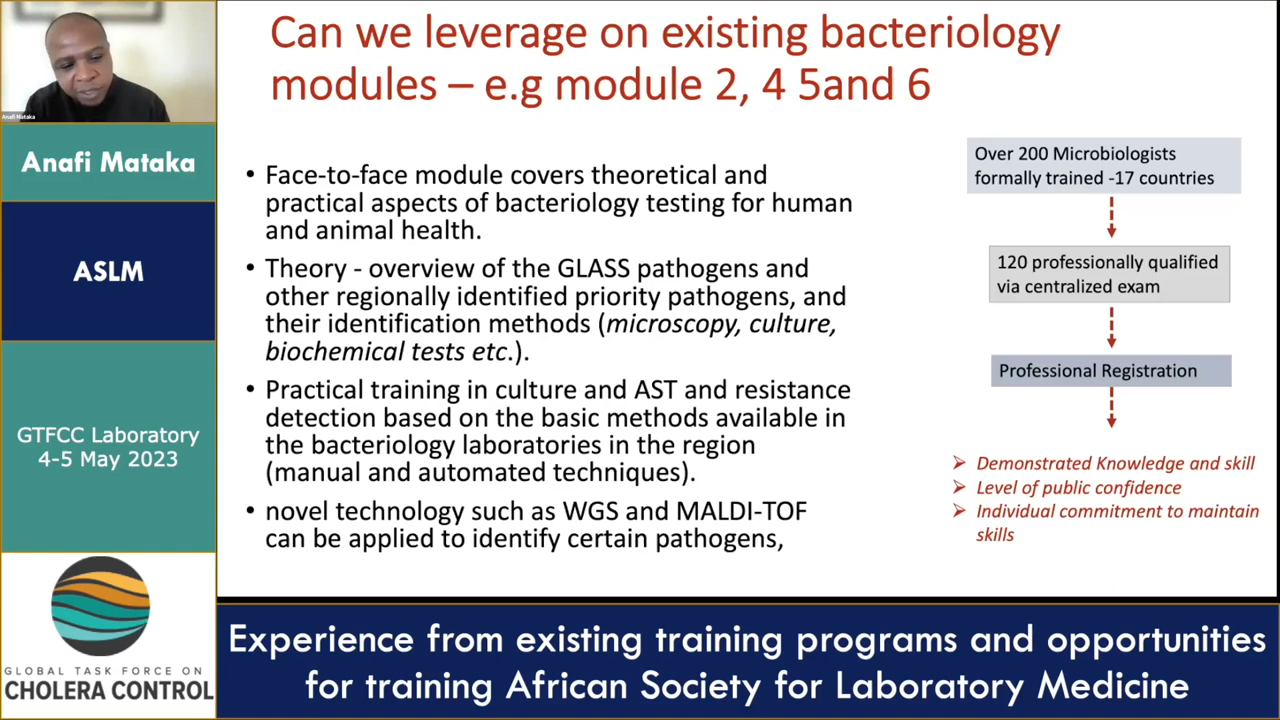 Can we leverage on existing bacteriology
modules – e.g module 2, 4 5and 6
Anafi Mataka
Anafi Mataka
ASLM
GTFCC Laboratory
4-5 May 2023
GLOBAL TASK FORCE ON
CHOLERA CONTROL
• Face-to-face module covers theoretical and
practical aspects of bacteriology testing for human
and animal health.
• Theory - overview of the GLASS pathogens and
other regionally identified priority pathogens, and
their identification methods (microscopy, culture,
biochemical tests etc.).
• Practical training in culture and AST and resistance
detection based on the basic methods available in
the bacteriology laboratories in the region
(manual and automated techniques).
• novel technology such as WGS and MALDI-TOF
can be applied to identify certain pathogens,
Over 200 Microbiologists
formally trained -17 countries
120 professionally qualified
via centralized exam
Professional Registration
➢ Demonstrated Knowledge and skill
➢ Level of public confidence
➢ Individual commitment to maintain
skills
Experience from existing training programs and opportunities
for training African Society for Laboratory Medicine